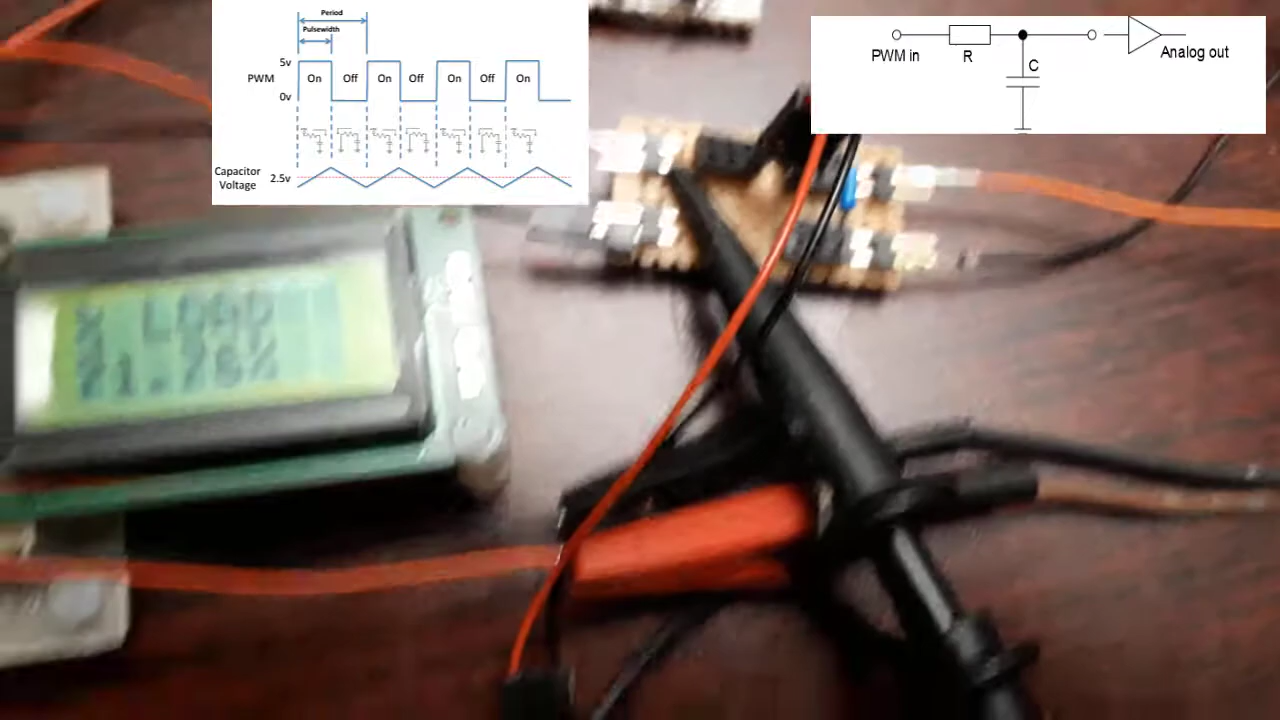 Period
Pulsewidth
5v
PWM
On
Off
On
Off
On
Off
On
0v
Capacitor
Voltage
2.5v
PWM in
R
C
Analog out
% LOAD